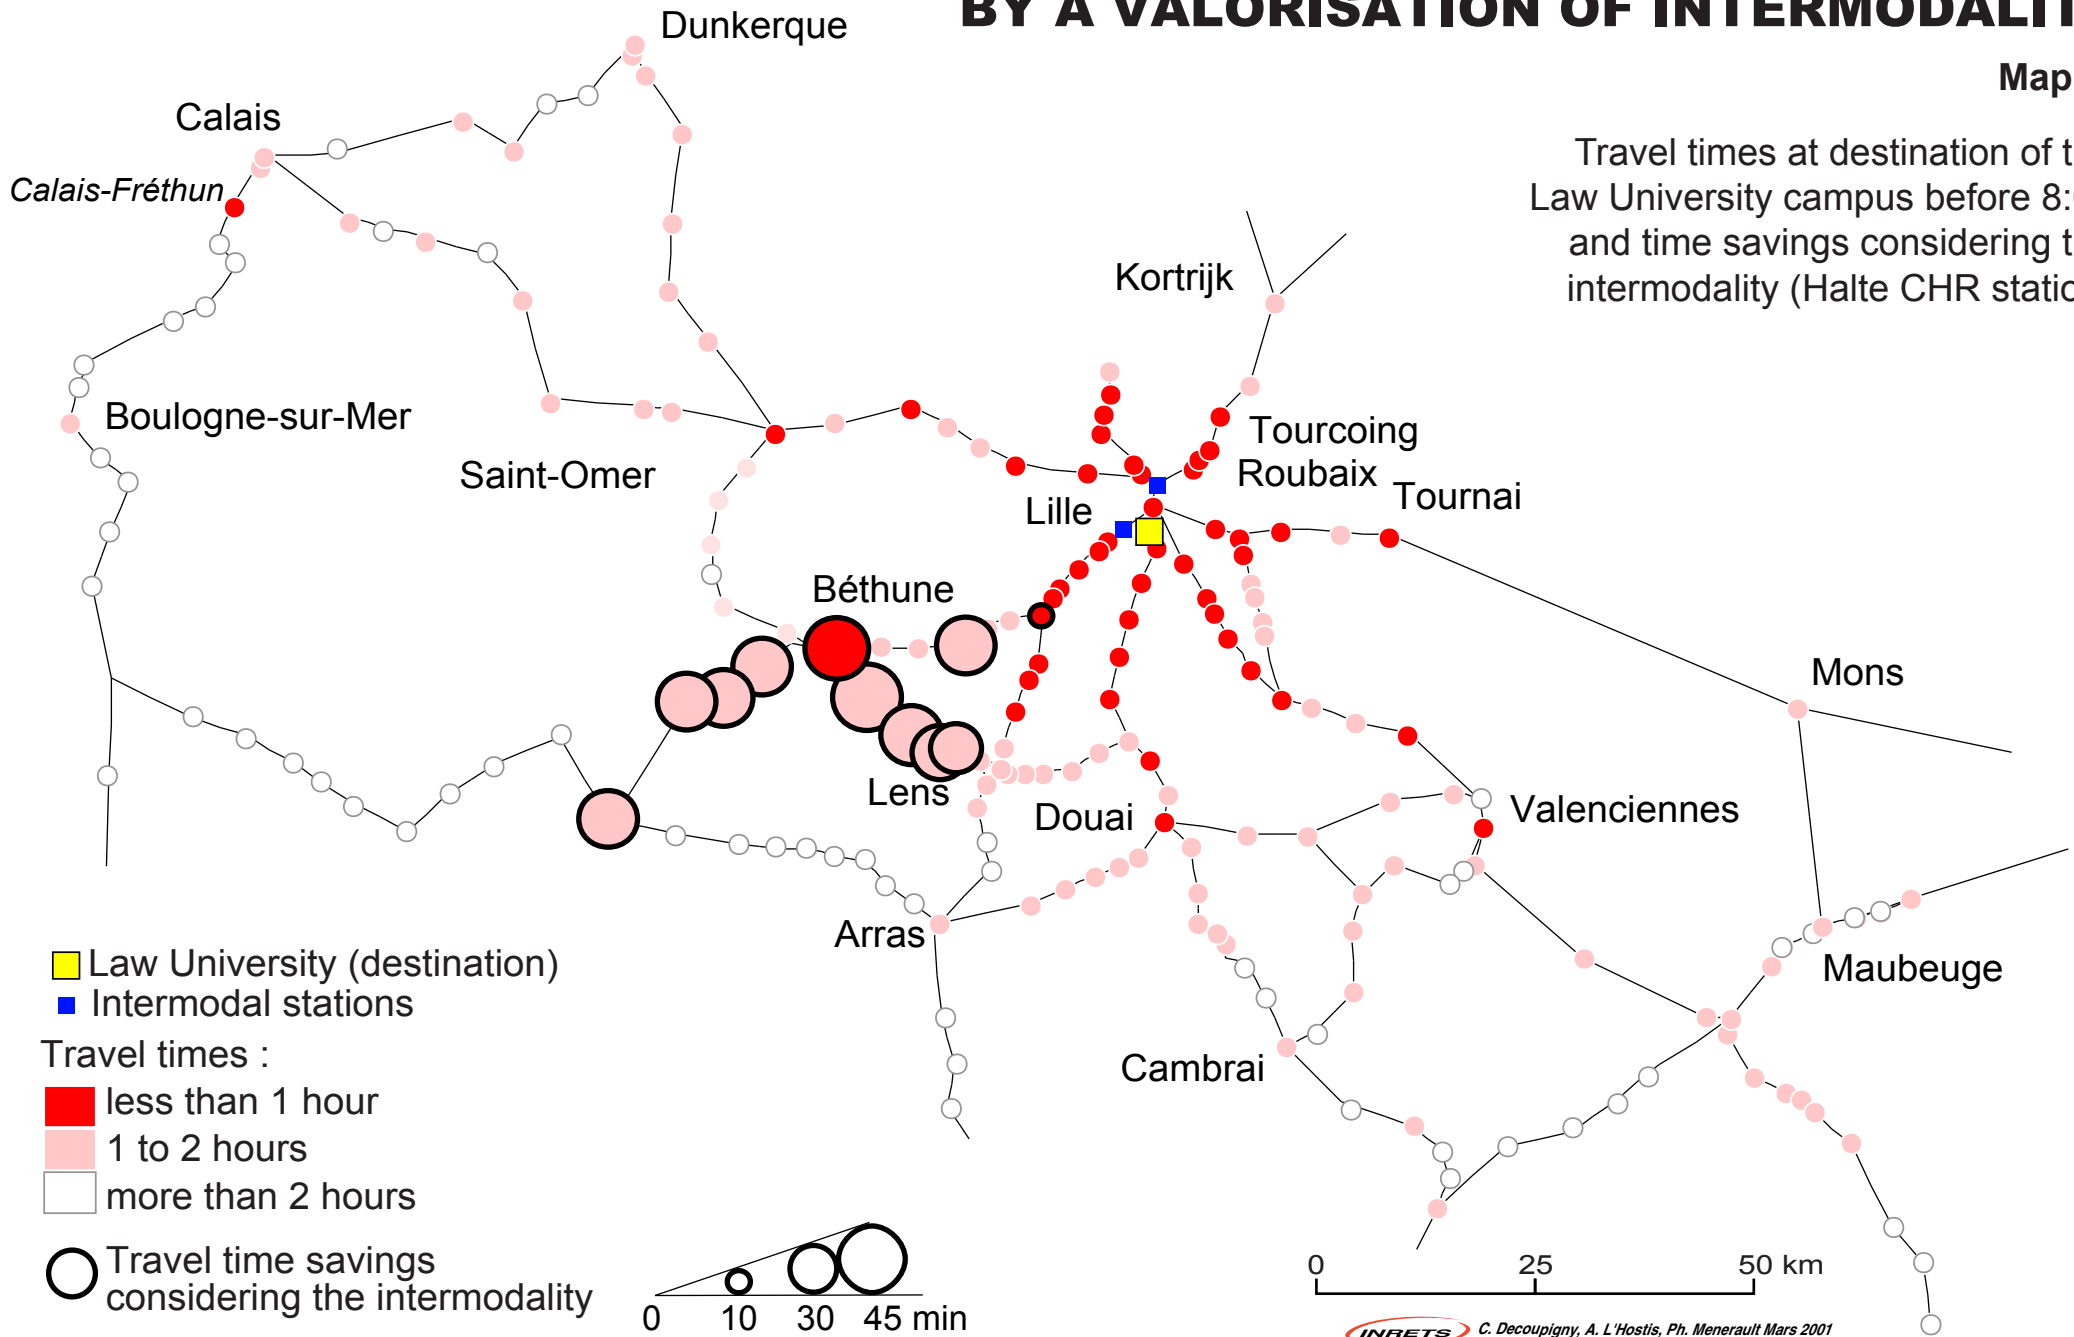 BY A VALORISATION OF INTERMODALIT
Map
Travel times at destination of t
Law University campus before 8:
and time savings considering t
intermodality (Halte CHR static
Dunkerque
Calais
Calais-Fréthun
Kortrijk
Boulogne-sur-Mer
Saint-Omer
Tourcoing
Roubaix
Tournai
Lille
Béthune
Mons
Lens
Douai
Valenciennes
Arras
Maubeuge
Cambrai
Law University (destination)
Intermodal stations
Travel times :
less than 1 hour
1 to 2 hours
more than 2 hours
Travel time savings
considering the intermodality
0 10 30 45 min
0 25 50 km
INRETS C. Decoupigny, A. L'Hostis, Ph. Menerault Mars 2001